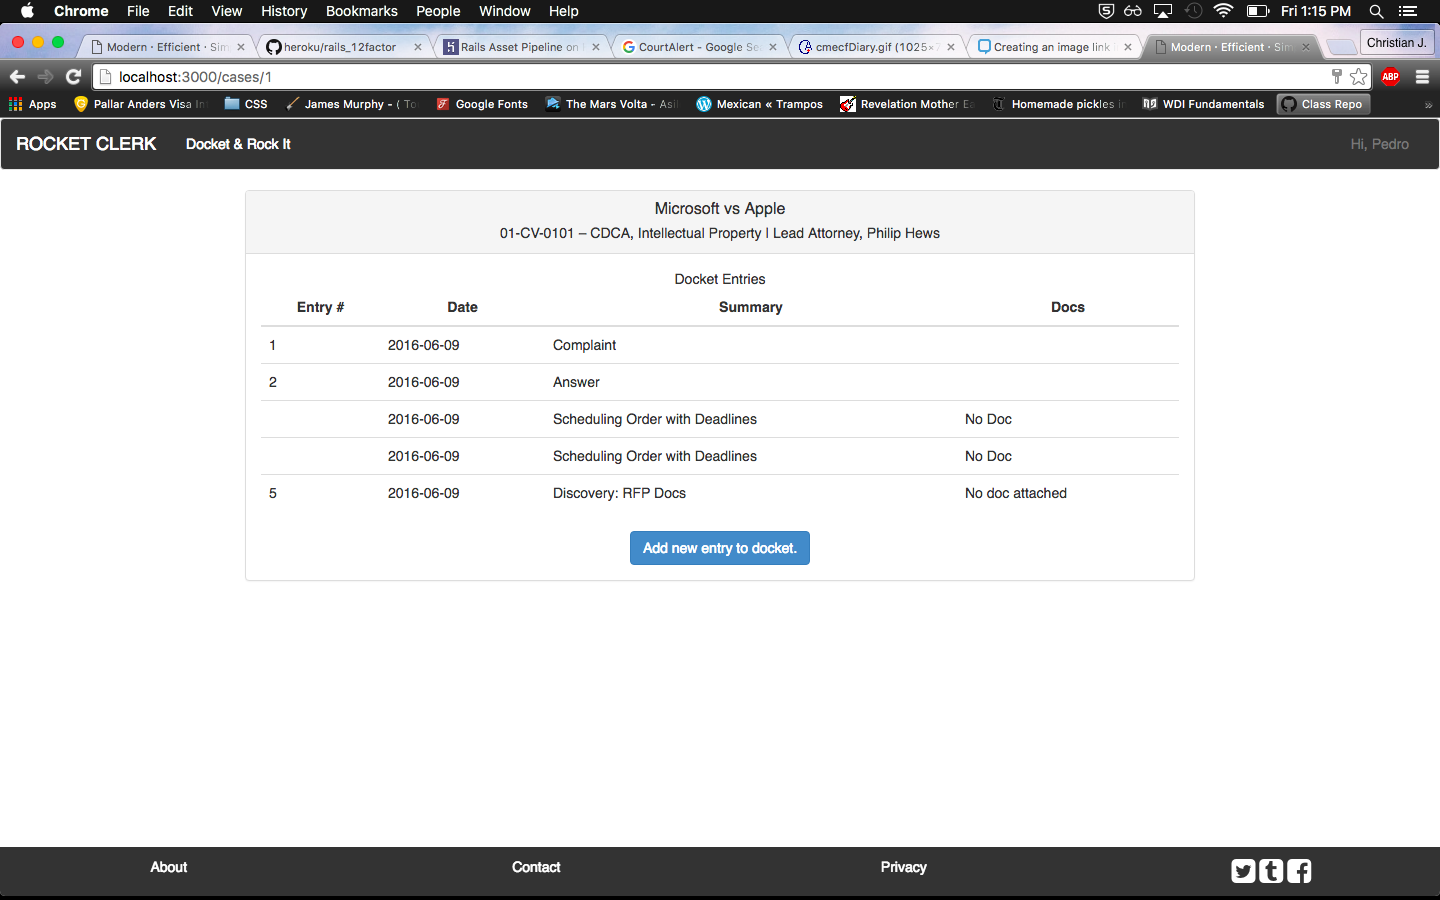 Chrome File Edit View History Bookmarks People Window Help Fri 1:15 PM
Modern · Efficient · Sim heroku/rails_12factor Rails Asset Pipeline on CourtAlert - Google Se cmecfDiary.gif (1025×7 Creating an image link Modern · Efficient · Sim Christian J.
localhost:3000/cases/1 ABP
Apps Pallar Anders Visa In CSS James Murphy - ( To Google Fonts The Mars Volta - Asi Mexican « Trampos Revelation Mother Ea Homemade pickles in WDI Fundamentals Class Repo »
ROCKET CLERK Docket & Rock It Hi, Pedro
Microsoft vs Apple
01-CV-0101 – CDCA, Intellectual Property | Lead Attorney, Philip Hews
Docket Entries
Entry # Date Summary Docs
1 2016-06-09 Complaint
2 2016-06-09 Answer
2016-06-09 Scheduling Order with Deadlines No Doc
2016-06-09 Scheduling Order with Deadlines No Doc
5 2016-06-09 Discovery: RFP Docs No doc attached
Add new entry to docket.
About Contact Privacy